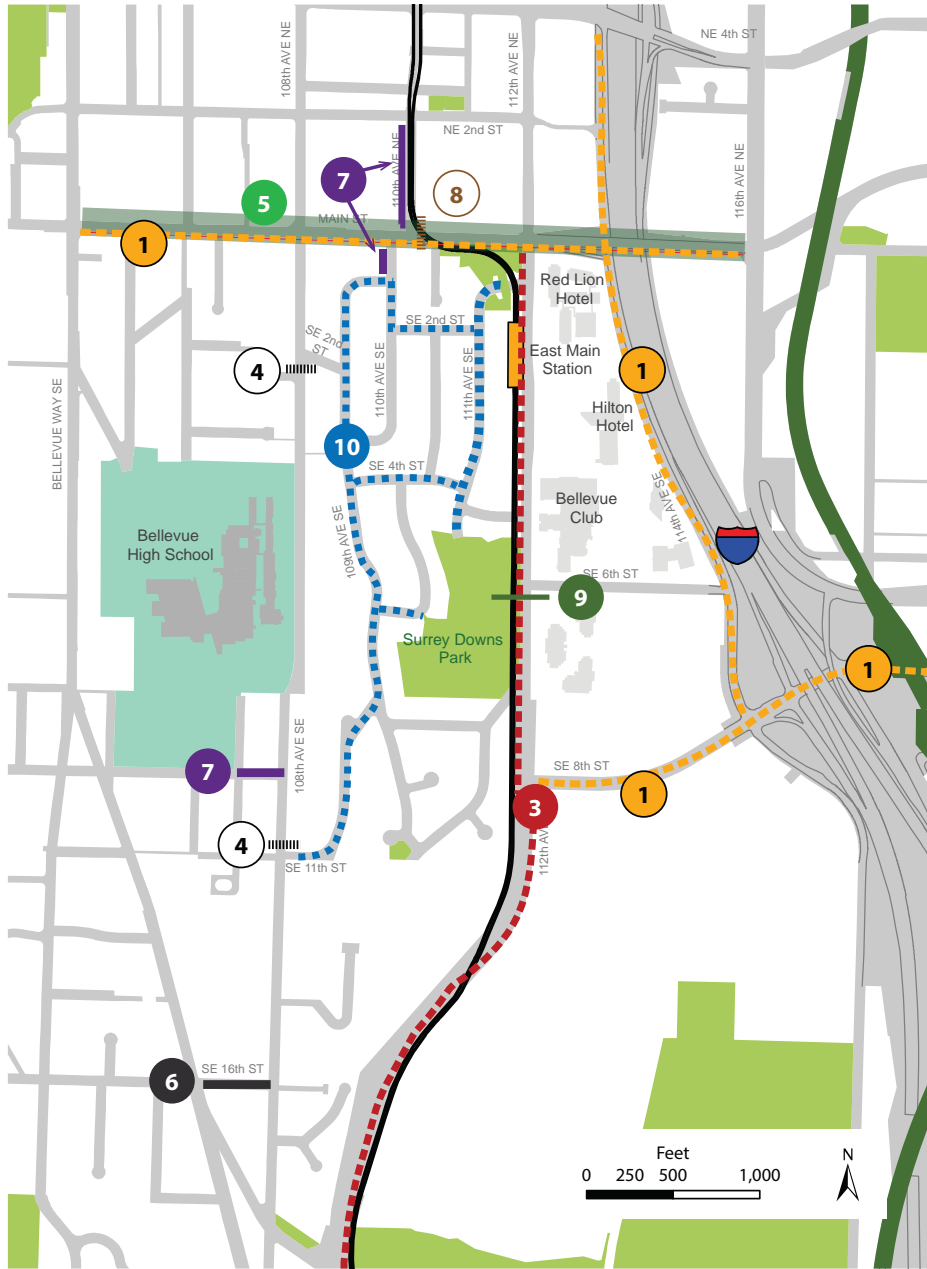 NE 4th ST
108th AVE NE
112th AVE NE
NE 2nd ST
110th AVE NE
116th AVE NE
7
8
5
MAIN ST
1
Red Lion
Hotel
SE 2nd ST
SE 2nd
ST
East Main
Station
4
1
110th AVE SE
111th AVE SE
Hilton
Hotel
BELLEVUE WAY SE
10
SE 4th ST
Bellevue
Club
114th AVE SE
Bellevue
High School
109th AVE SE
SE 6th ST
9
Surrey Downs
Park
1
108th AVE SE
7
SE 8th ST
1
3
112th AV
4
SE 11th ST
SE 16th ST
6
Feet
0 250 500 1,000
N